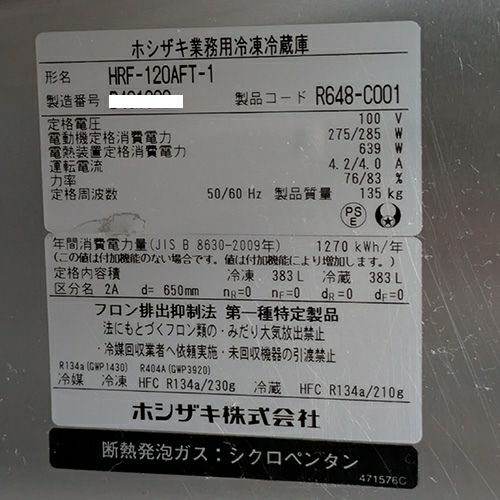 ホシザキ業務用冷凍冷蔵庫
形名 HRF-120AFT-1
製造番号
製品コード R648-C001
定格電圧 100 V
電動機定格消費電力 275/285 W
電熱装置定格消費電力 639 W
運転電流 4.2/4.0 A
力率 76/83 %
定格周波数 50/60 Hz 製品質量 135 kg
PS
E
年間消費電力量(JIS B 8630-2009年) 1270 kWh/年
(この値は付加機能のない場合です。値は付加機能により増加します。)
定格内容積 冷凍 383 L 冷蔵 383 L
区分名 2A d= 650mm nR=0 nF=0 dR=0 dF=0
フロン排出抑制法 第一種特定製品
法にもとづくフロン類の・みだり大気放出禁止
・冷媒回収業者へ依頼実施・未回収機器の引渡禁止
R134a(GWP1430) R404A(GWP3920)
冷媒 冷凍 HFC R134a/230g 冷蔵 HFC R134a/210g
ホシザキ株式会社
断熱発泡ガス:シクロペンタン
471576C